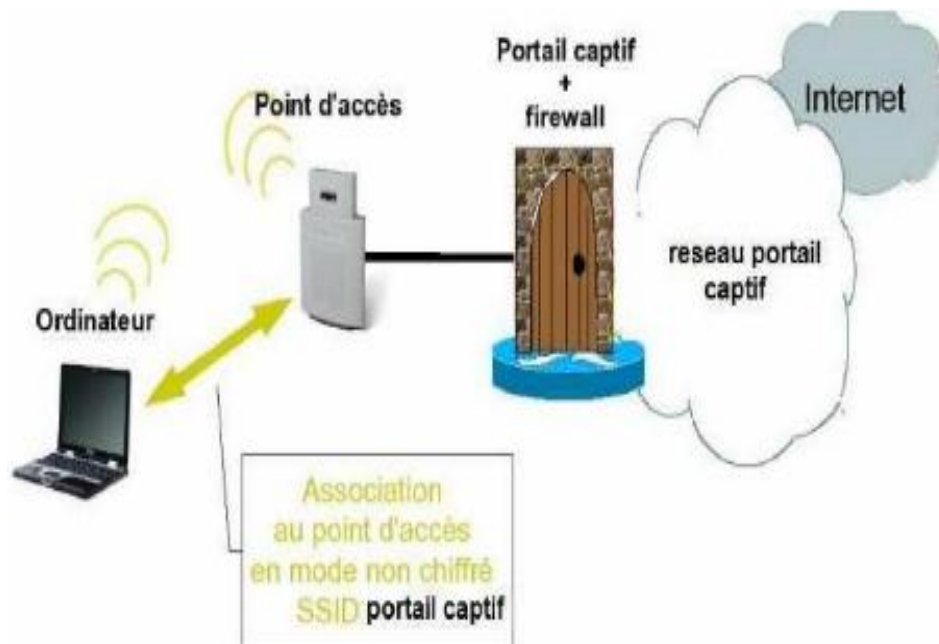 Portail captif
+
firewall
Internet
Point d'accès
reseau portail
captif
Ordinateur
Association
au point d'accès
en mode non chiffré
SSID portail captif